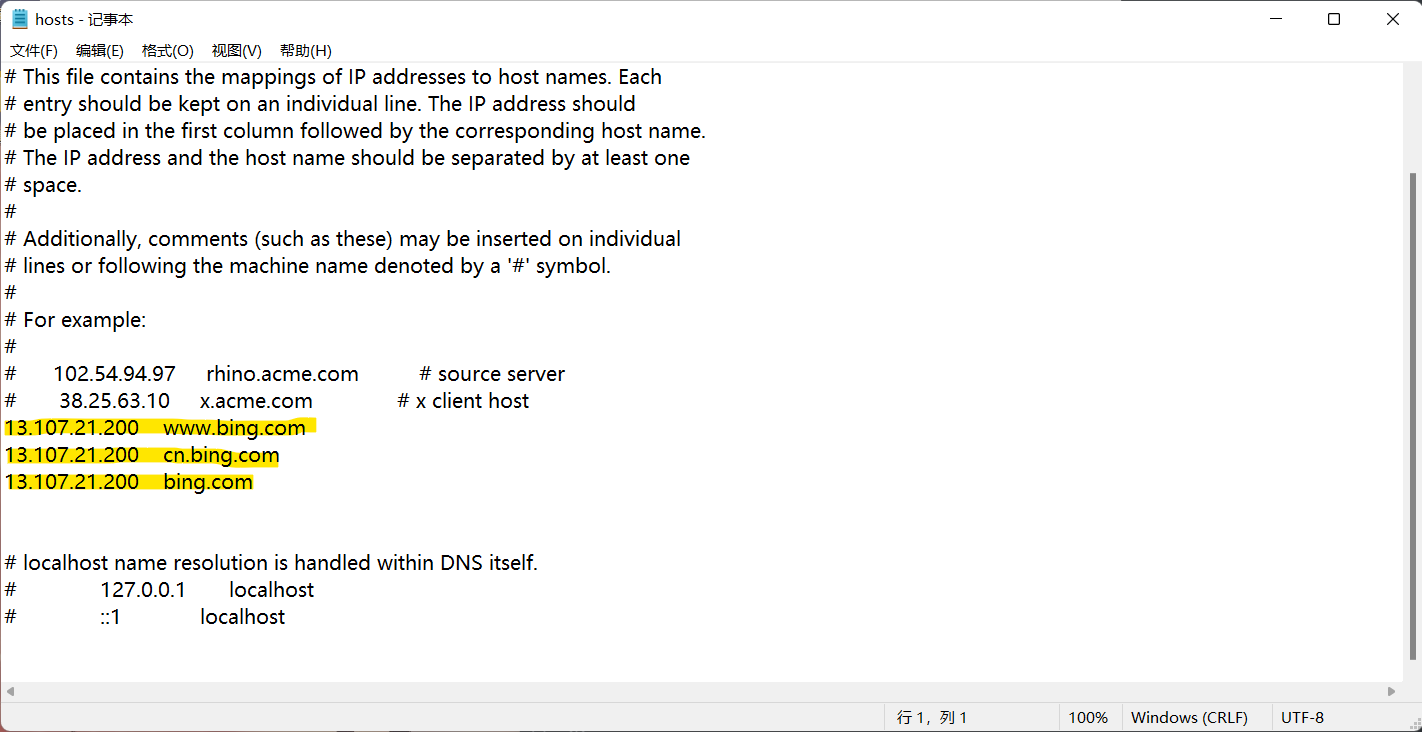 hosts - 记事本
文件(F) 编辑(E) 格式(O) 视图(V) 帮助(H)
# This file contains the mappings of IP addresses to host names. Each
# entry should be kept on an individual line. The IP address should
# be placed in the first column followed by the corresponding host name.
# The IP address and the host name should be separated by at least one
# space.
#
# Additionally, comments (such as these) may be inserted on individual
# lines or following the machine name denoted by a '#' symbol.
#
# For example:
#
# 102.54.94.97 rhino.acme.com # source server
# 38.25.63.10 x.acme.com # x client host
13.107.21.200 www.bing.com
13.107.21.200 cn.bing.com
13.107.21.200 bing.com
# localhost name resolution is handled within DNS itself.
# 127.0.0.1 localhost
# ::1 localhost
行 1，列 1 100% Windows (CRLF) UTF-8